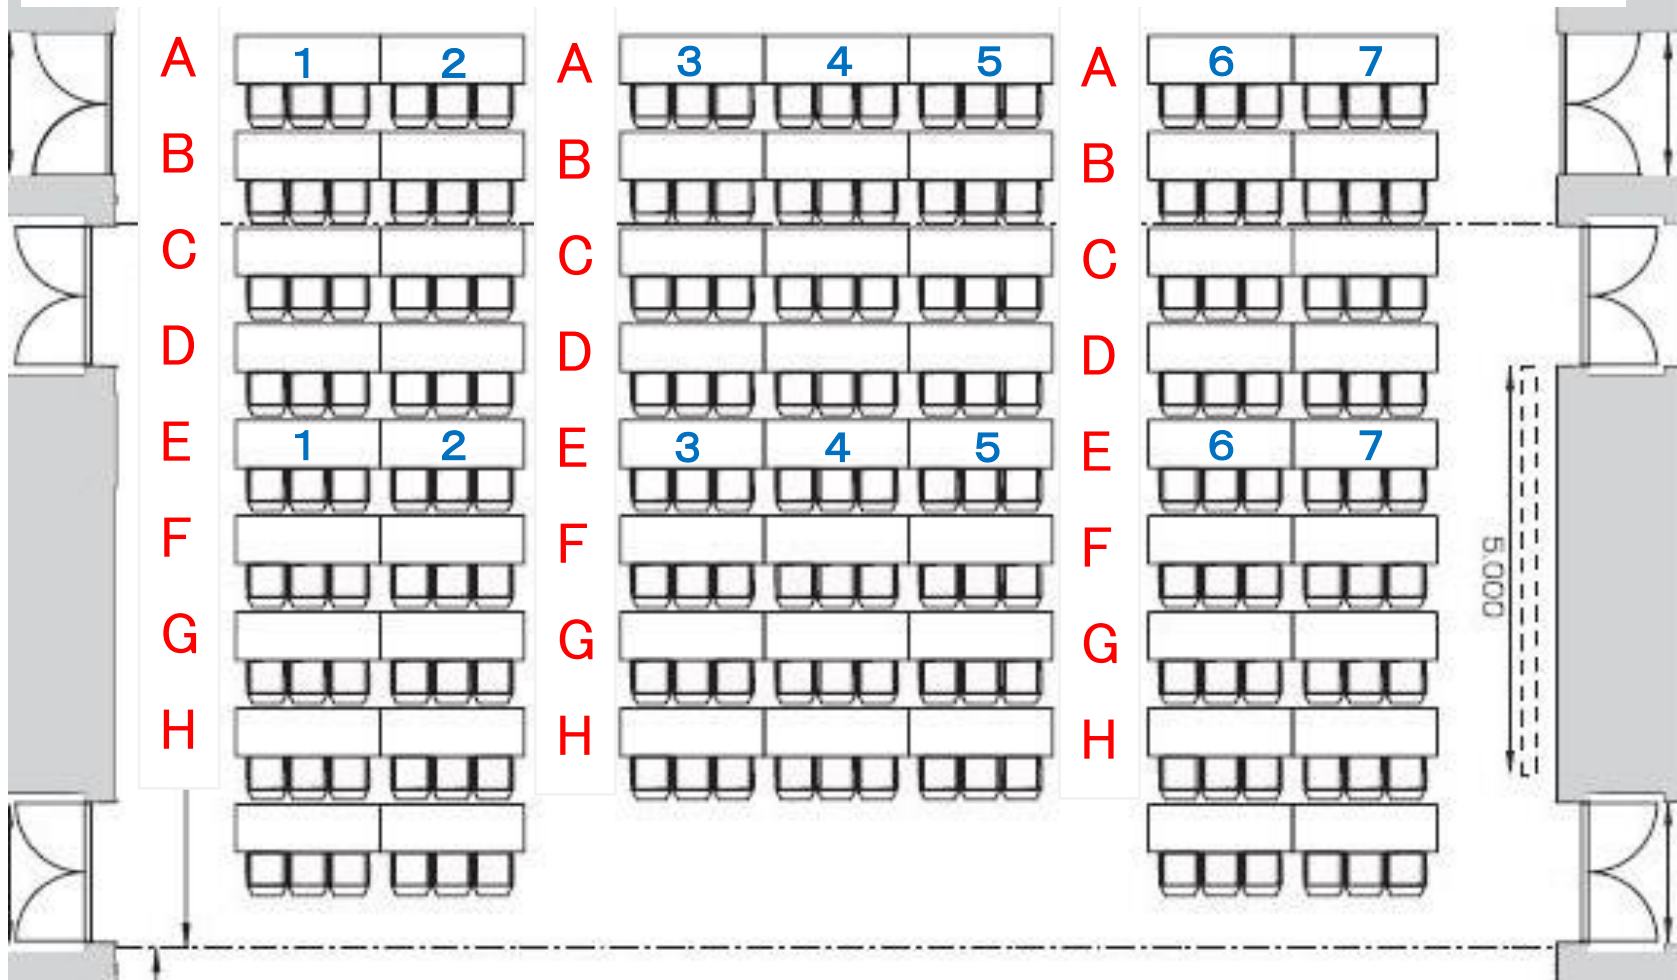 A 1 2 A 3 4 5 A 6 7
B B B
C C C
D D D
E 1 2 E 3 4 5 E 6 7
F F F
5,000
G G G
H H H